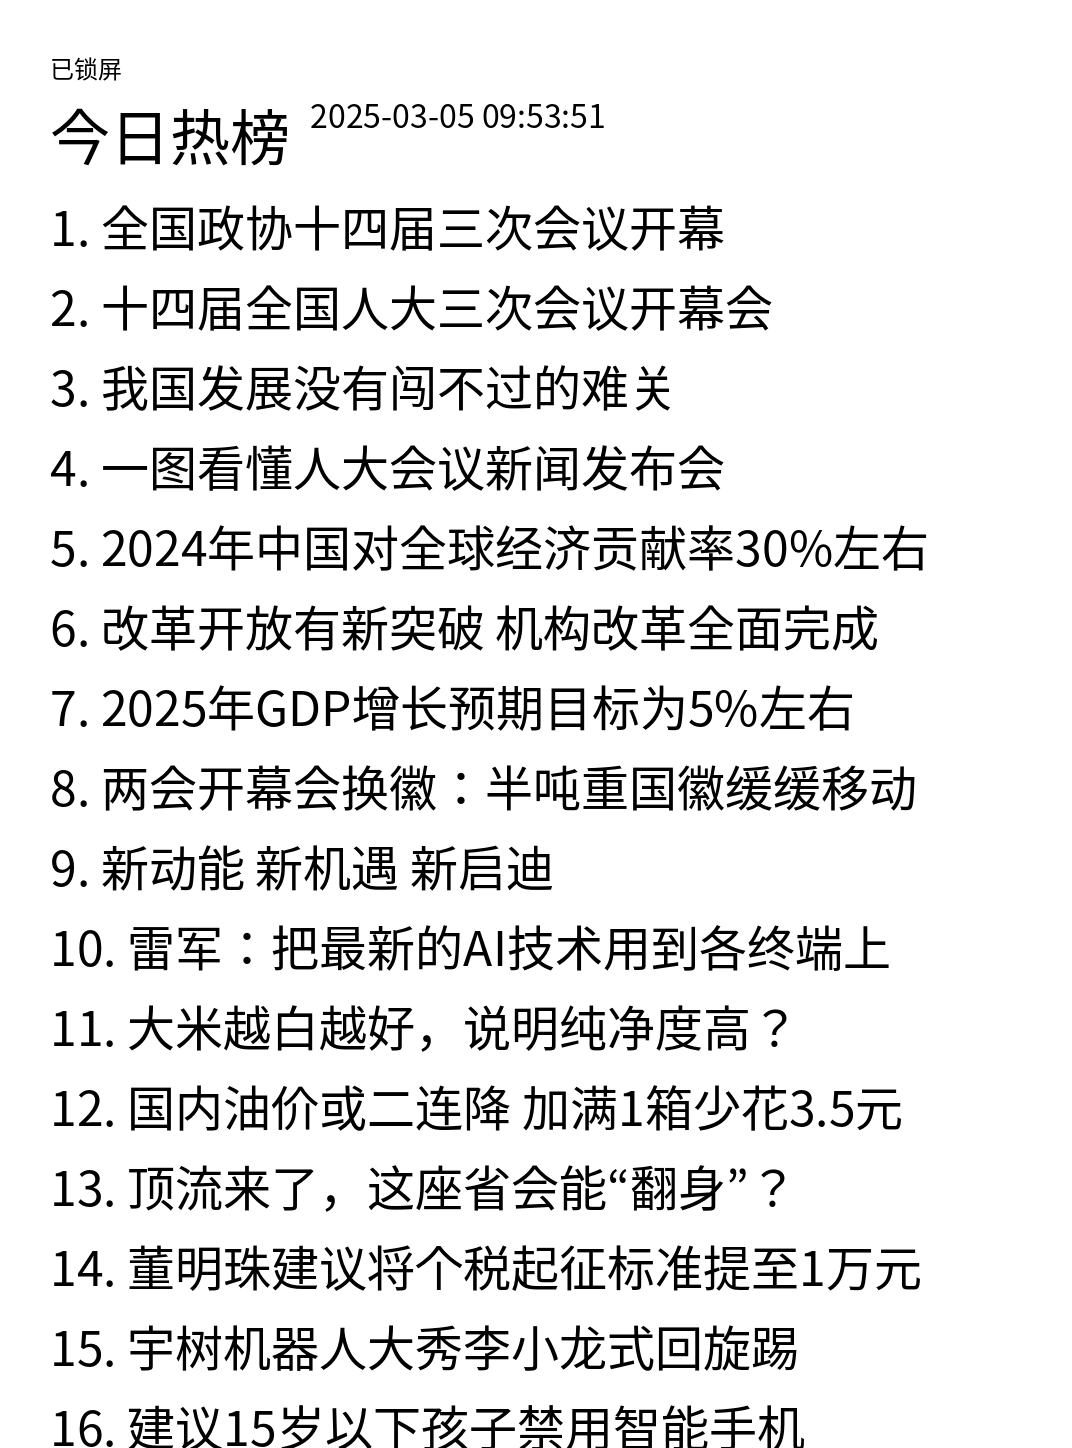 已锁屏
今日热榜 2025-03-05 09:53:51
1. 全国政协十四届三次会议开幕
2. 十四届全国人大三次会议开幕会
3. 我国发展没有闯不过的难关
4. 一图看懂人大会议新闻发布会
5. 2024年中国对全球经济贡献率30%左右
6. 改革开放有新突破 机构改革全面完成
7. 2025年GDP增长预期目标为5%左右
8. 两会开幕会换徽：半吨重国徽缓缓移动
9. 新动能 新机遇 新启迪
10. 雷军：把最新的AI技术用到各终端上
11. 大米越白越好，说明纯净度高？
12. 国内油价或二连降 加满1箱少花3.5元
13. 顶流来了，这座省会能“翻身”？
14. 董明珠建议将个税起征标准提至1万元
15. 宇树机器人大秀李小龙式回旋踢
16. 建议15岁以下孩子禁用智能手机